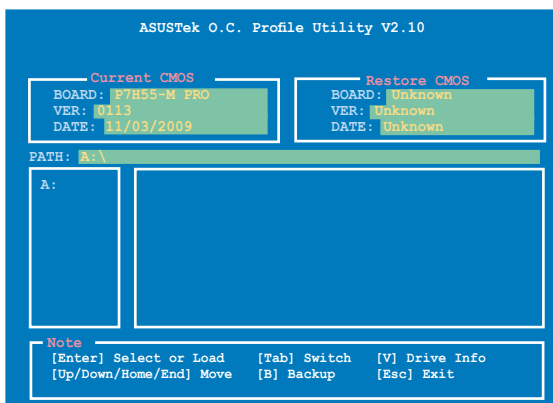 ASUSTek O.C. Profile Utility V2.10
Current CMOS
BOARD: P7H55-M PRO
VER: 0113
DATE: 11/03/2009
Restore CMOS
BOARD: Unknown
VER: Unknown
DATE: Unknown
PATH: A:\
A:
Note
[Enter] Select or Load [Tab] Switch [V] Drive Info
[Up/Down/Home/End] Move [B] Backup [Esc] Exit